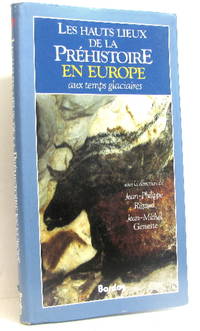 LES HAUTS LIEUX
DE LA
PRÉHISTOIRE
EN EUROPE
aux temps glaciaires
sous la direction de
Jean-Philippe
Rigaud
Jean-Michel
Geneste
Bordas